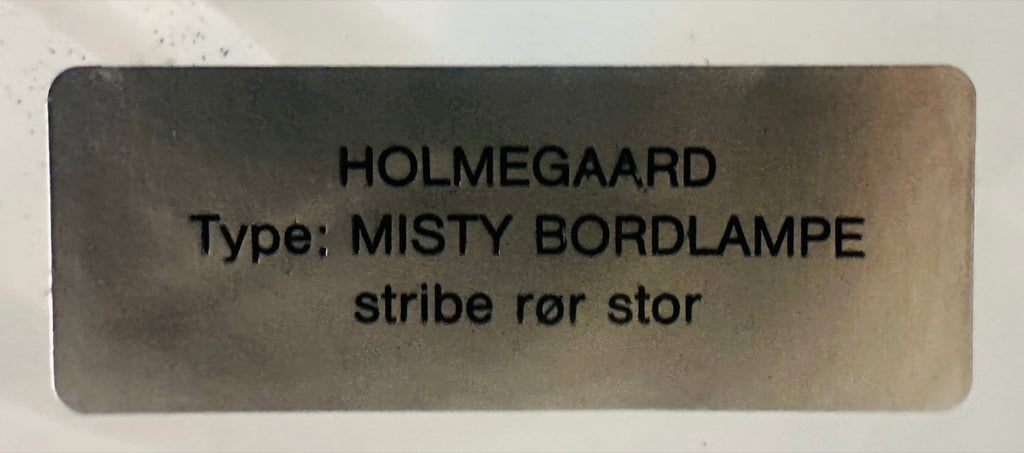 HOLMEGAARD
Type: MISTY BORDLAMPE
stribe rør stor